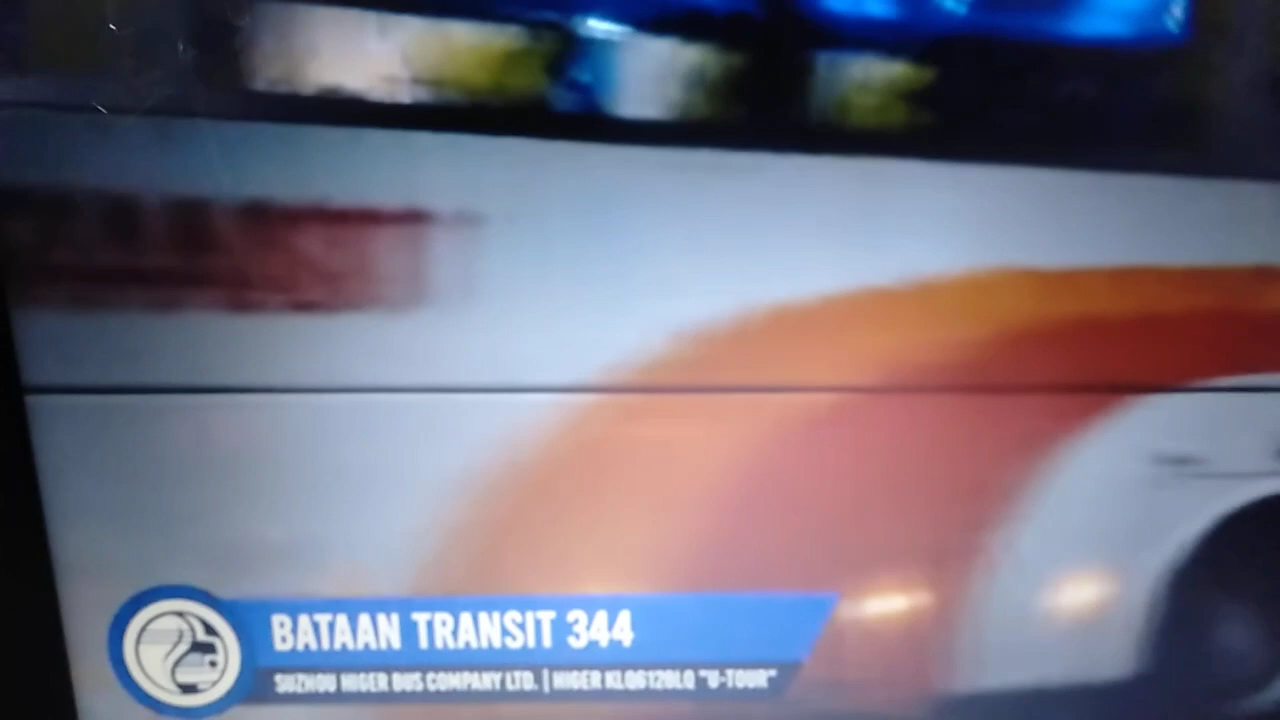 BATAAN TRANSIT 344
SUZHOU HIGER BUS COMPANY LTD. | HIGER KLQ6128LQ "U-TOUR"